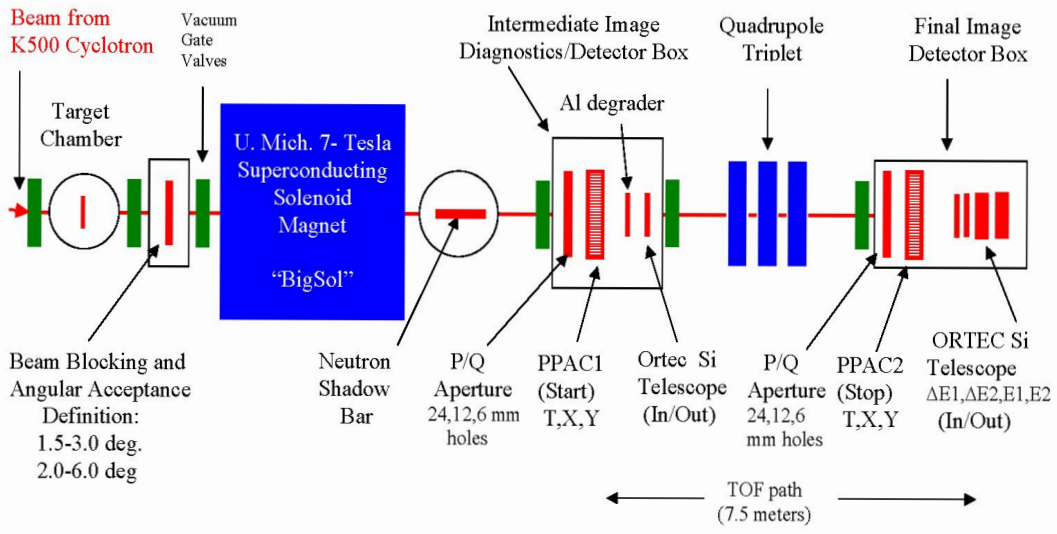 Beam from
K500 Cyclotron
Vacuum
Gate
Valves
Intermediate Image
Diagnostics/Detector Box
Quadrupole
Triplet
Final Image
Detector Box
Target
Chamber
Al degrader
U. Mich. 7- Tesla
Superconducting
Solenoid
Magnet
“BigSol”
Beam Blocking and
Angular Acceptance
Definition:
1.5-3.0 deg.
2.0-6.0 deg
Neutron
Shadow
Bar
P/Q
Aperture
24,12,6 mm
holes
PPAC1
(Start)
T,X,Y
Ortec Si
Telescope
(In/Out)
P/Q
Aperture
24,12,6
mm holes
PPAC2
(Stop)
T,X,Y
ORTEC Si
Telescope
ΔE1,ΔE2,E1,E2
(In/Out)
TOF path
(7.5 meters)